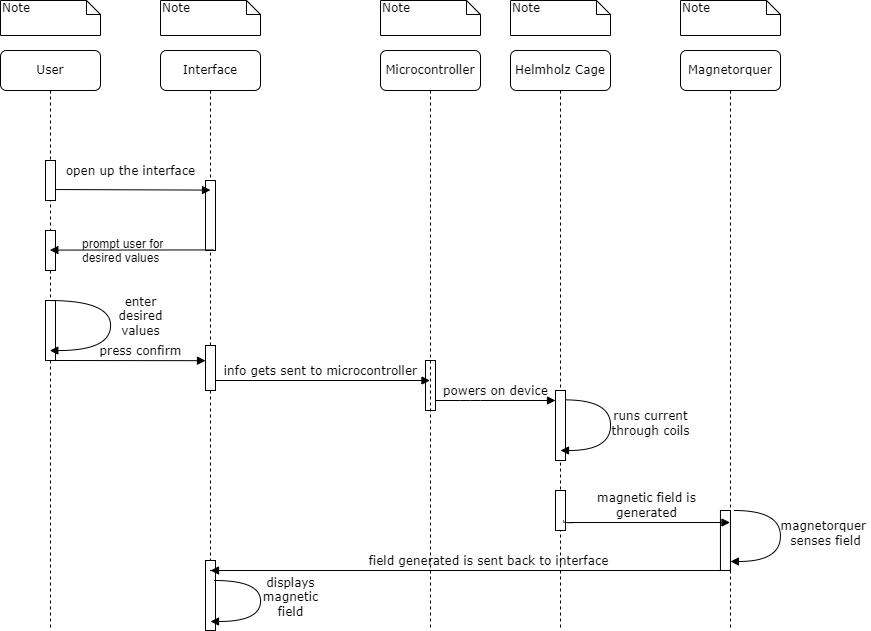 Note
Note
Note
Note
Note
User
Interface
Microcontroller
Helmholz Cage
Magnetorquer
open up the interface
prompt user for
desired values
enter
desired
values
press confirm
info gets sent to microcontroller
powers on device
runs current
through coils
magnetic field is
generated
magnetorquer
senses field
field generated is sent back to interface
displays
magnetic
field